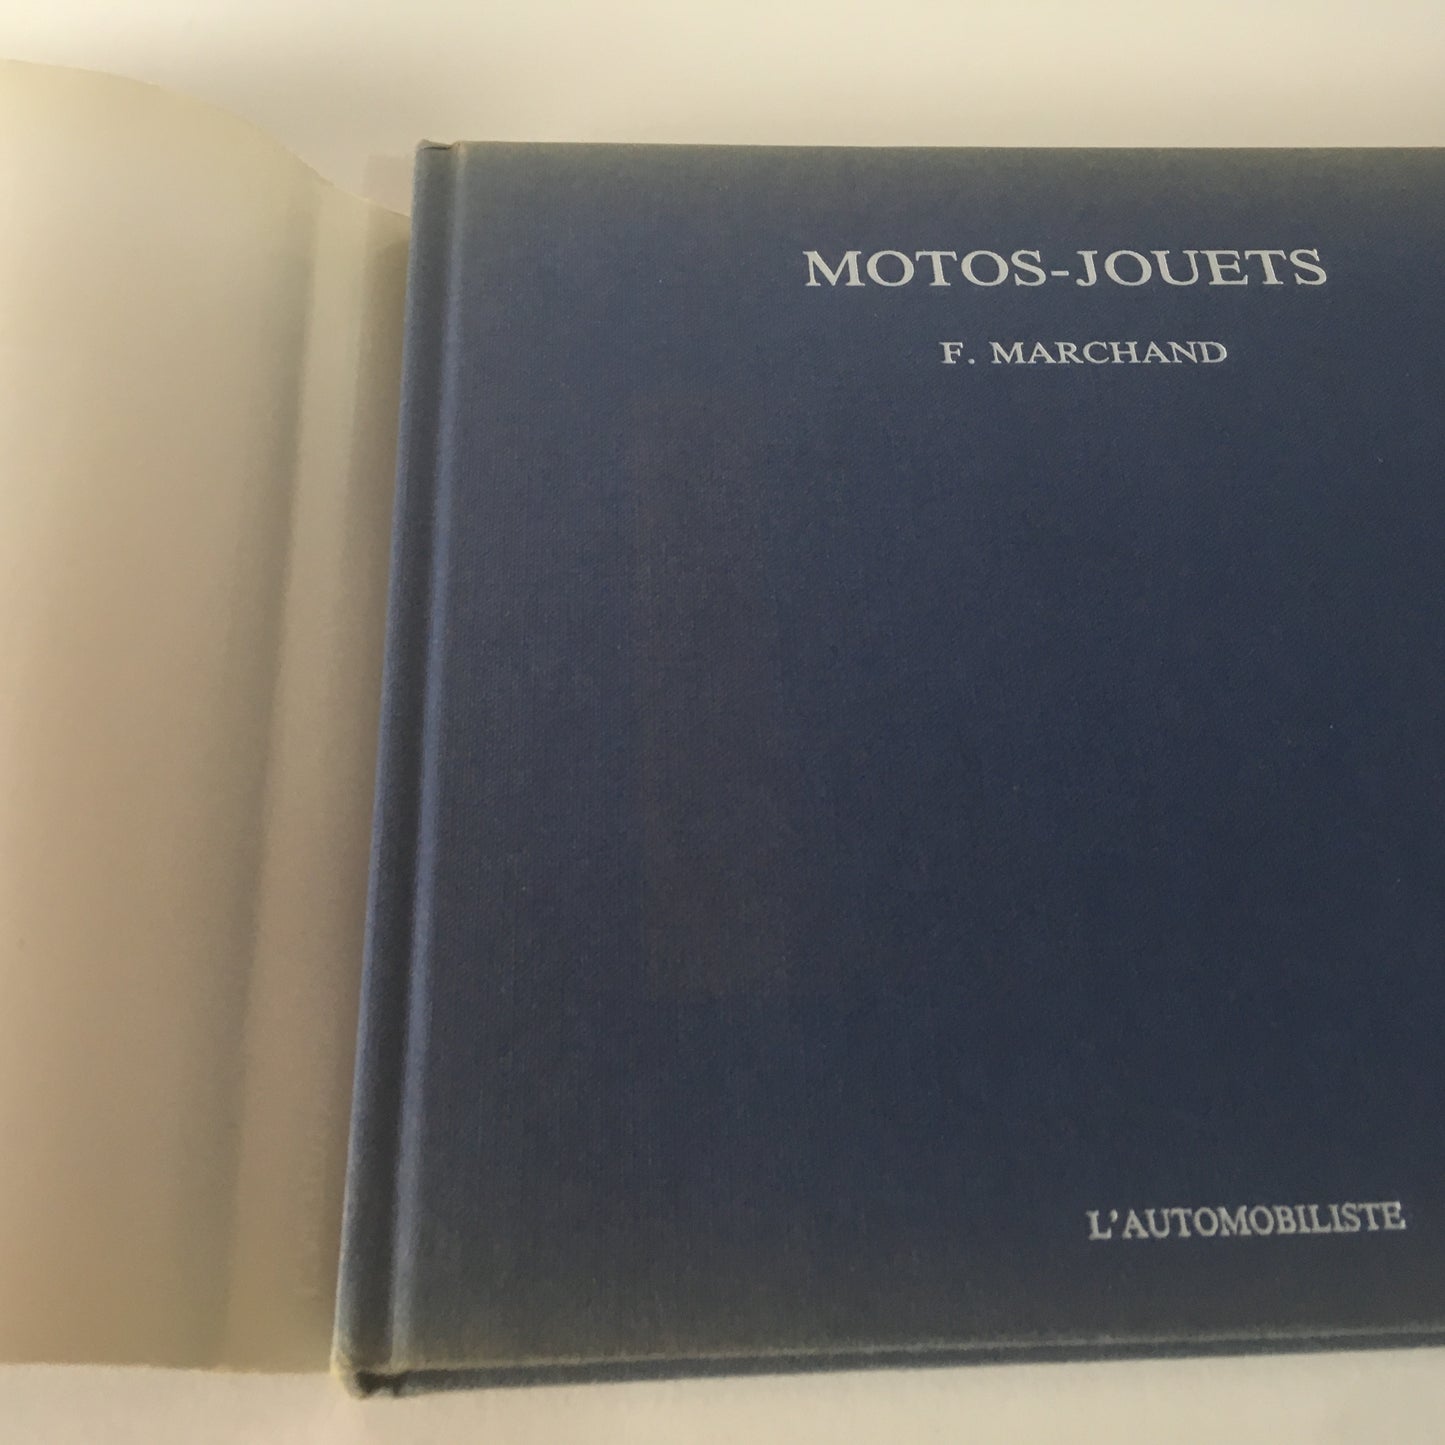 MOTOS-JOUETS
F. MARCHAND
L'AUTOMOBILISTE